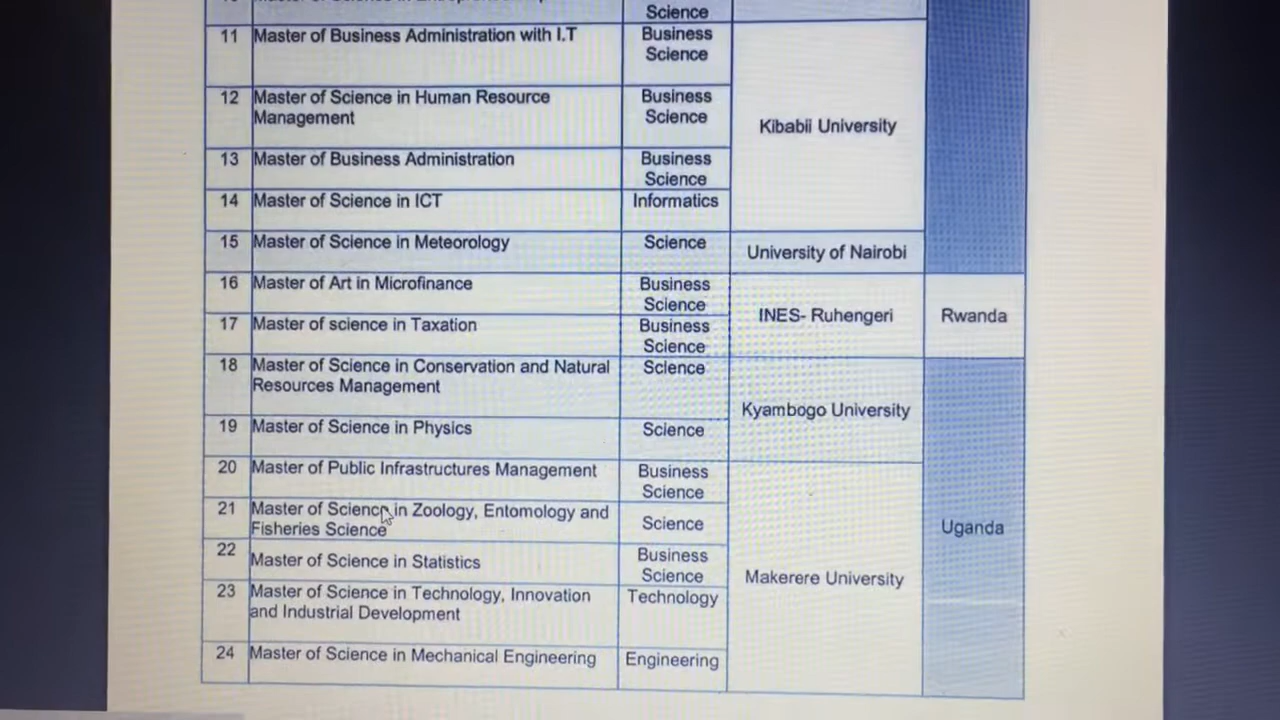 Science
11 Master of Business Administration with I.T Business
Science
12 Master of Science in Human Resource Business
Management Science
Kibabii University
13 Master of Business Administration Business
Science
14 Master of Science in ICT Informatics
15 Master of Science in Meteorology Science
University of Nairobi
16 Master of Art in Microfinance Business
Science
INES- Ruhengeri Rwanda
17 Master of science in Taxation Business
Science
18 Master of Science in Conservation and Natural Science
Resources Management
Kyambogo University
19 Master of Science in Physics Science
20 Master of Public Infrastructures Management Business
Science
21 Master of Science in Zoology, Entomology and
Fisheries Science Science
Uganda
22 Master of Science in Statistics Business
Science
Makerere University
23 Master of Science in Technology, Innovation Technology
and Industrial Development
24 Master of Science in Mechanical Engineering Engineering